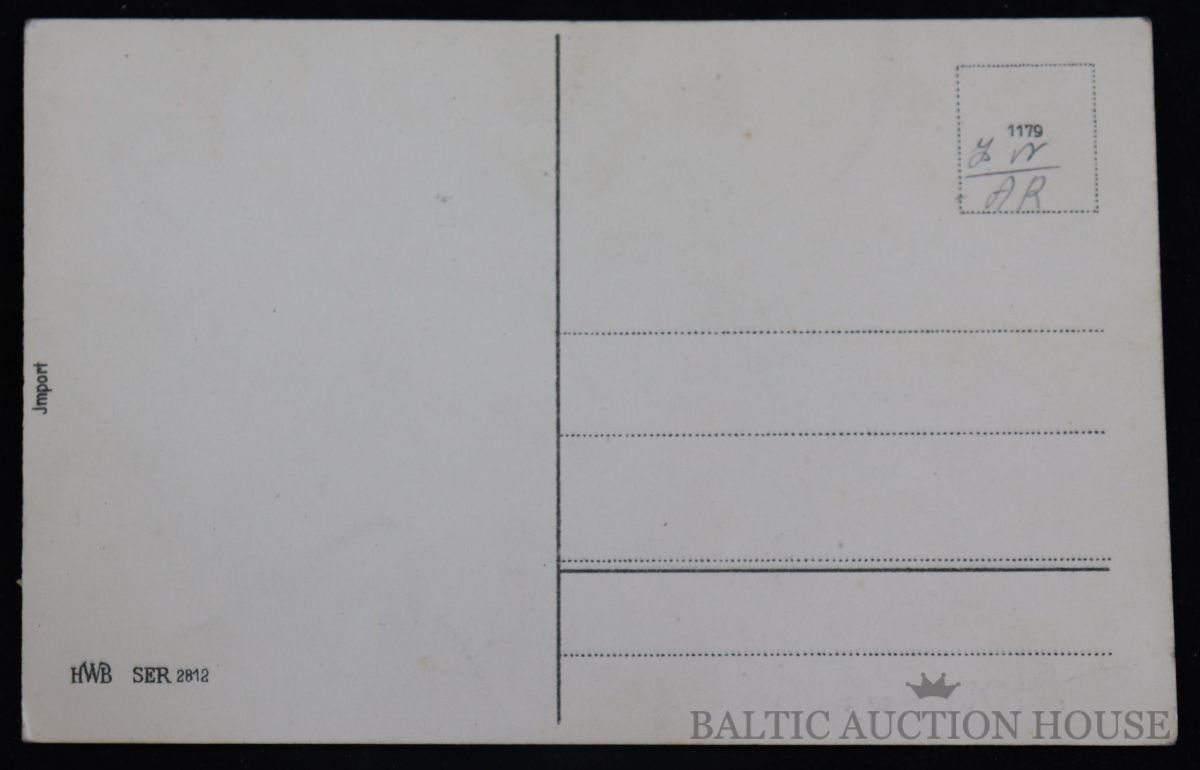 1179
AR
Jmport
HWB SER 2812
BALTIC AUCTION HOUSE